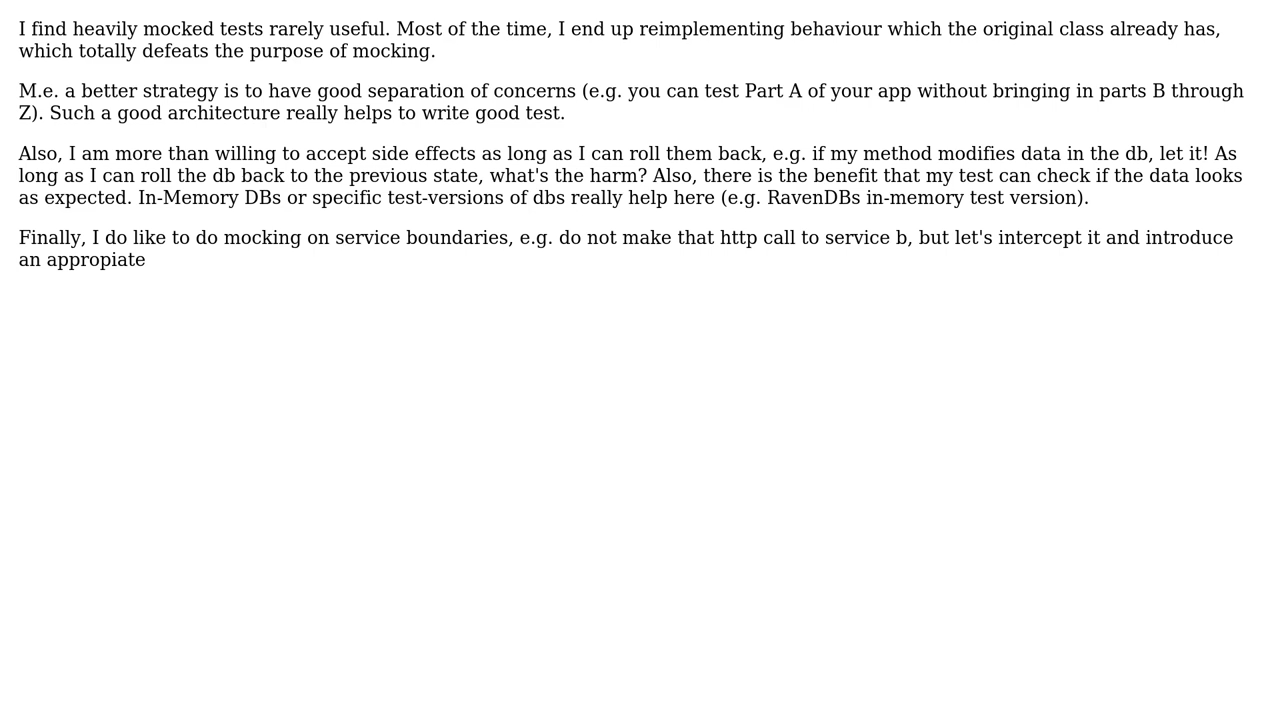 I find heavily mocked tests rarely useful. Most of the time, I end up reimplementing behaviour which the original class already has,
which totally defeats the purpose of mocking.
M.e. a better strategy is to have good separation of concerns (e.g. you can test Part A of your app without bringing in parts B through
Z). Such a good architecture really helps to write good test.
Also, I am more than willing to accept side effects as long as I can roll them back, e.g. if my method modifies data in the db, let it! As
long as I can roll the db back to the previous state, what's the harm? Also, there is the benefit that my test can check if the data looks
as expected. In-Memory DBs or specific test-versions of dbs really help here (e.g. RavenDBs in-memory test version).
Finally, I do like to do mocking on service boundaries, e.g. do not make that http call to service b, but let's intercept it and introduce
an appropiate